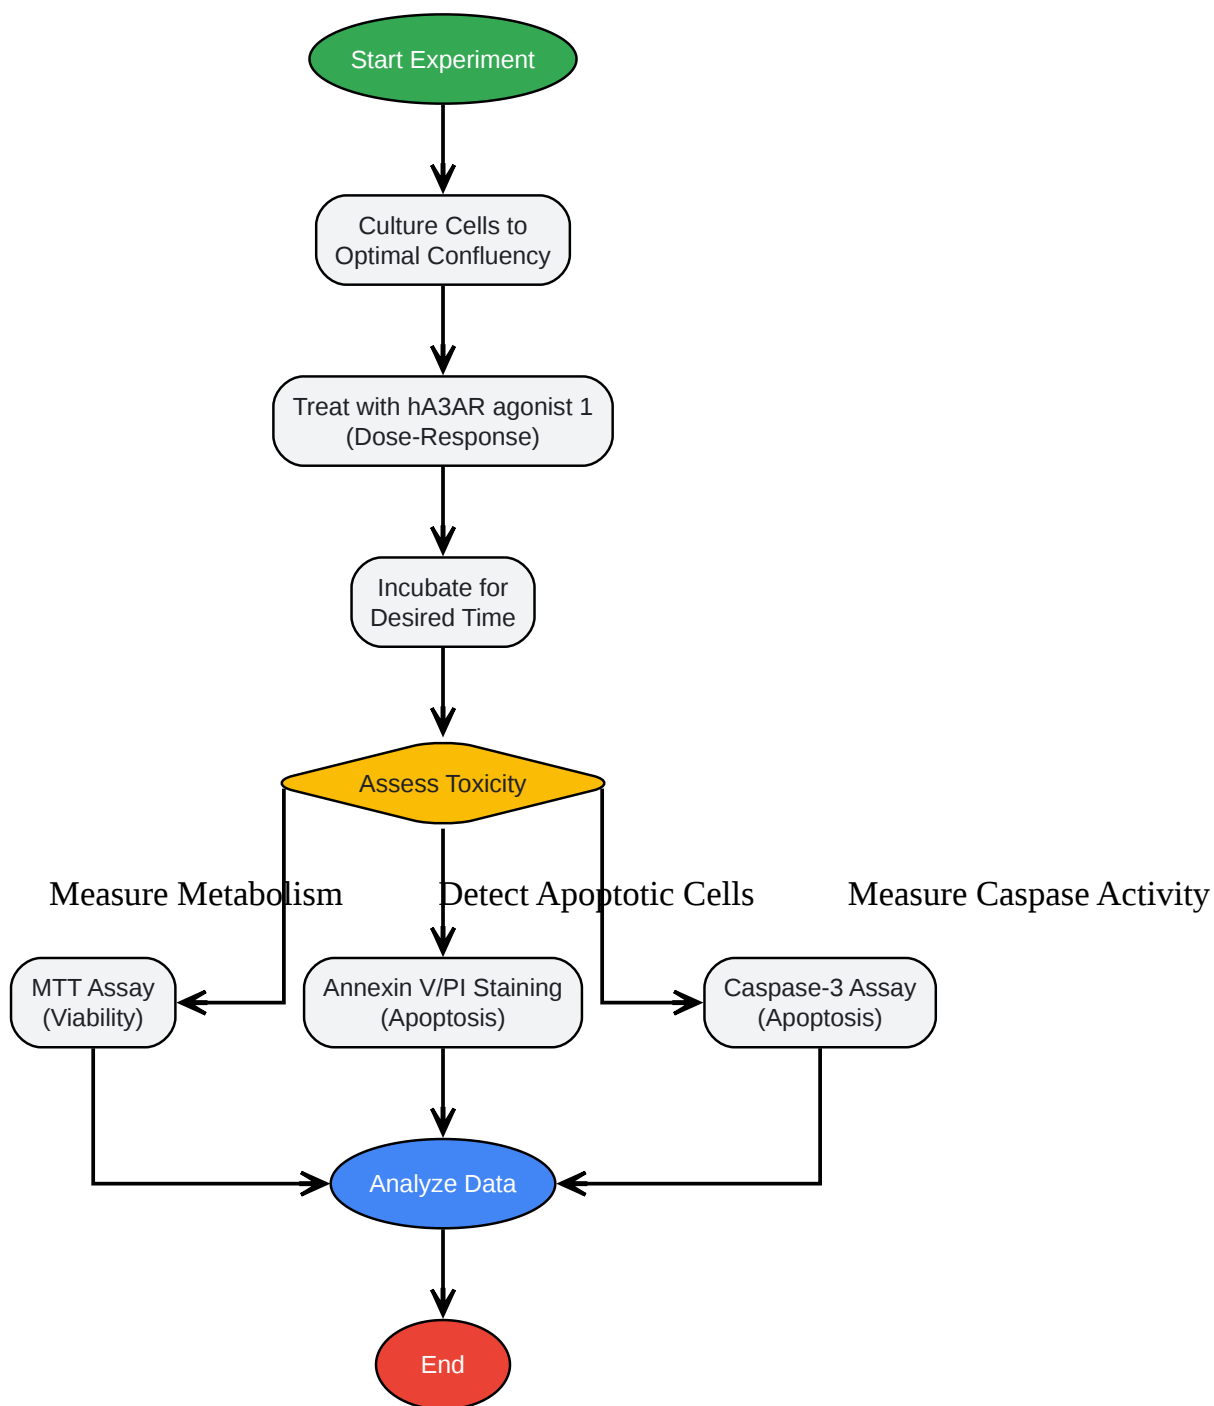 Start Experiment
Culture Cells to
Optimal Confluency
Treat with hA3AR agonist 1
(Dose-Response)
Incubate for
Desired Time
Assess Toxicity
Measure Metabolism
Detect Apoptotic Cells
Measure Caspase Activity
MTT Assay
(Viability)
Annexin V/PI Staining
(Apoptosis)
Caspase-3 Assay
(Apoptosis)
Analyze Data
End